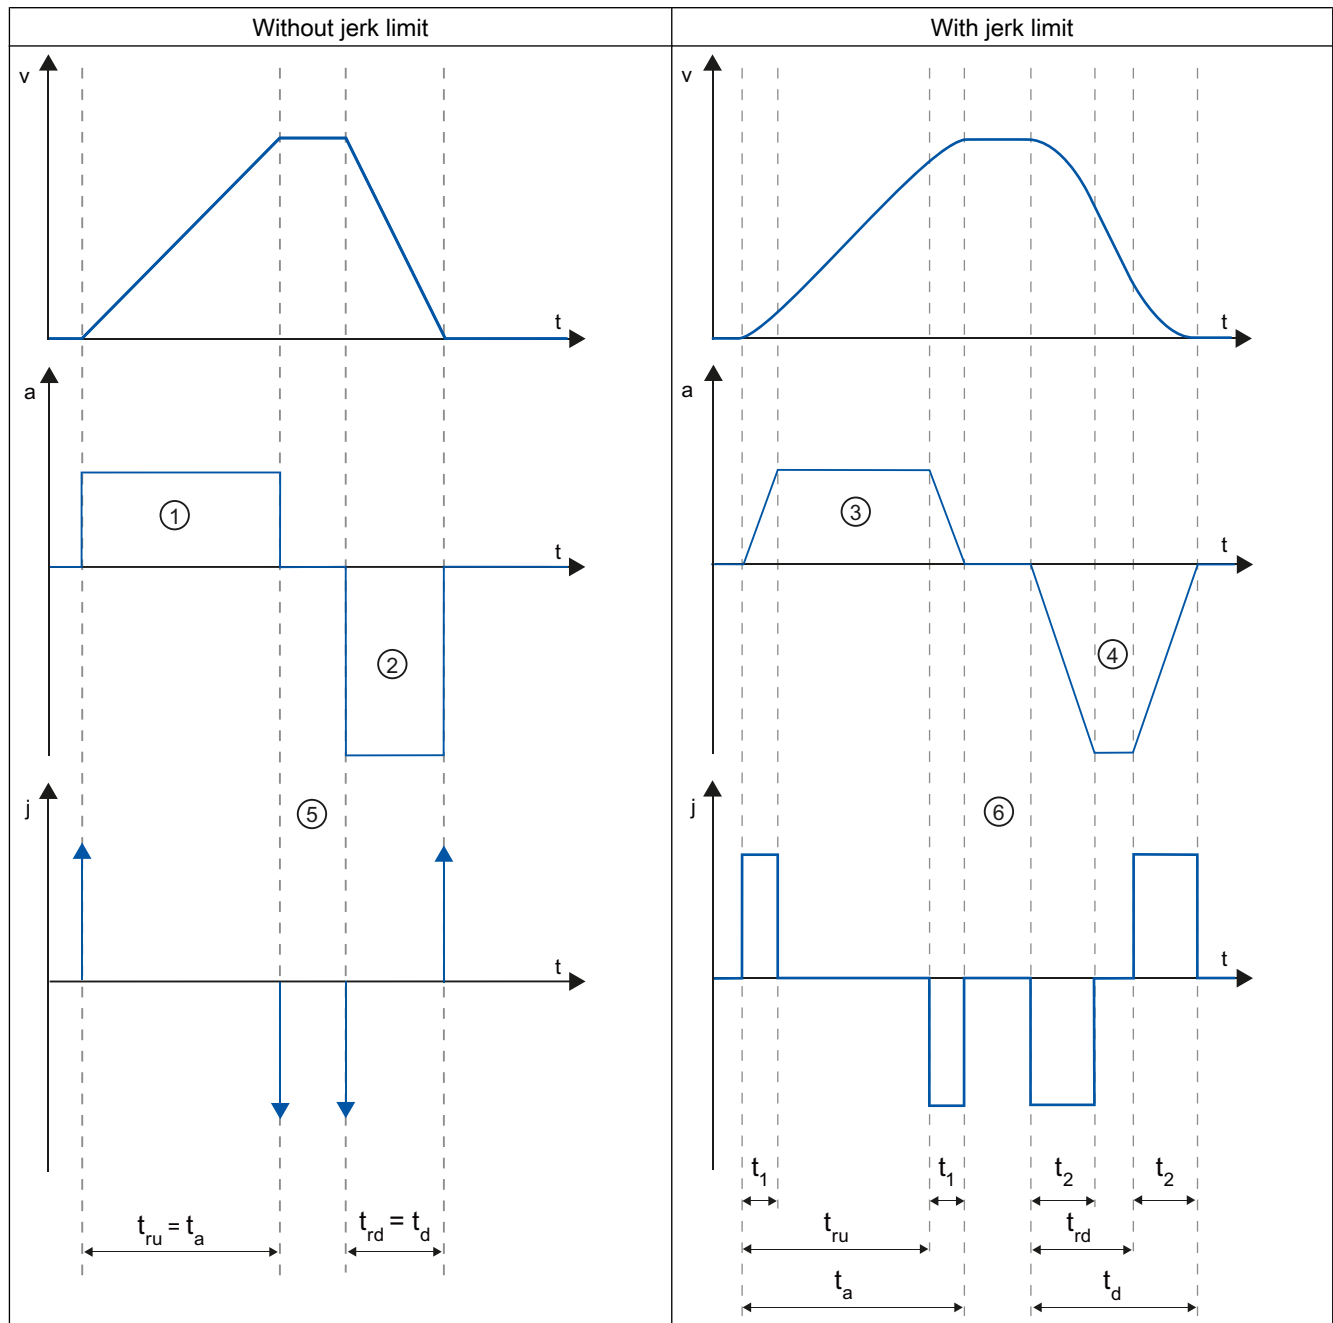 Without jerk limit
With jerk limit
v
t
v
t
a
t
1
2
a
t
3
4
j
5
t
j
6
t
t1
t1
t2
t2
tru = ta
trd = td
tru
trd
ta
td